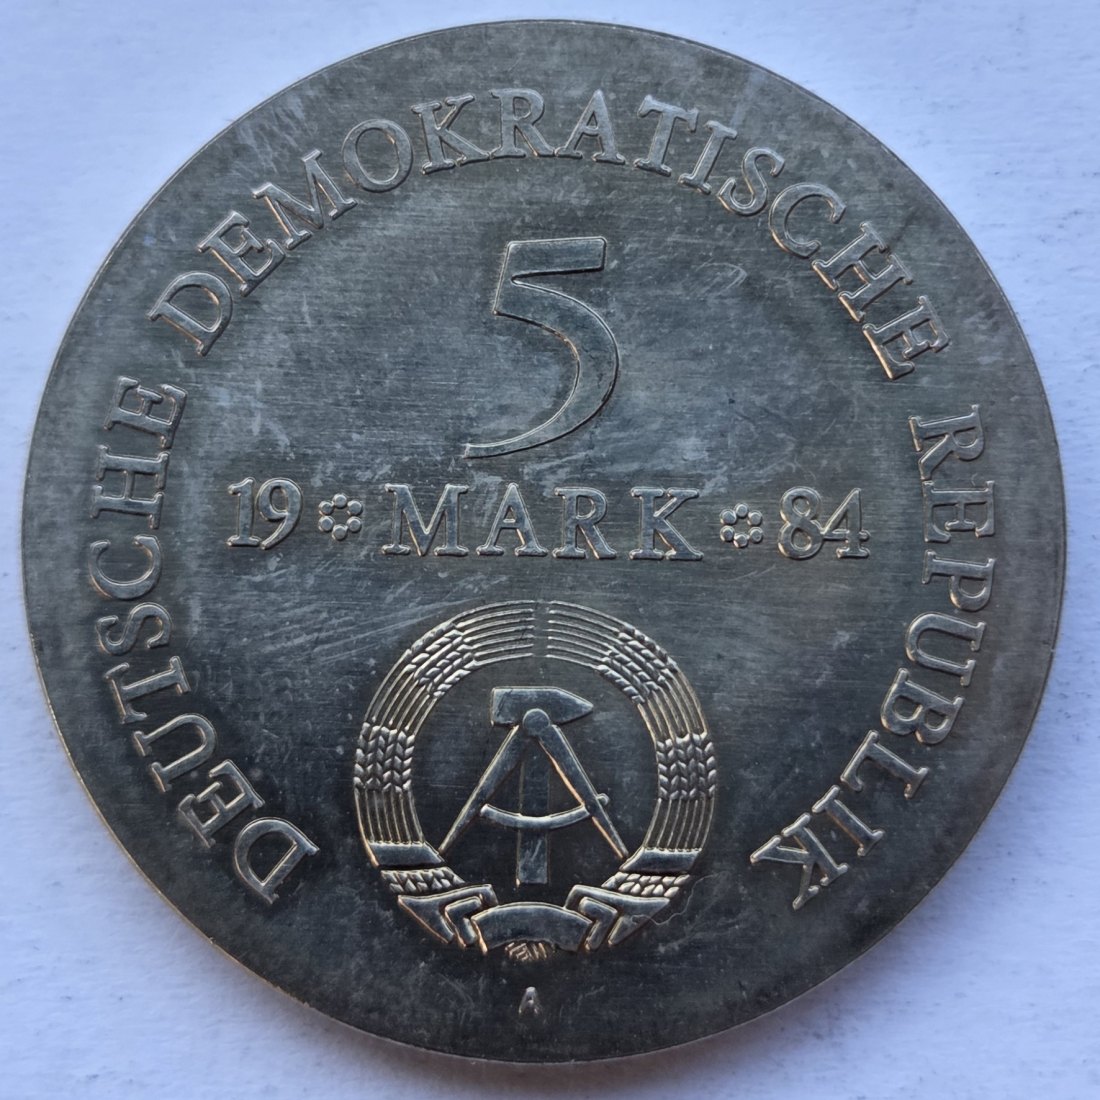 DEUTSCHE DEMOKRATISCHE REPUBLIK
5
19 MARK 84
A